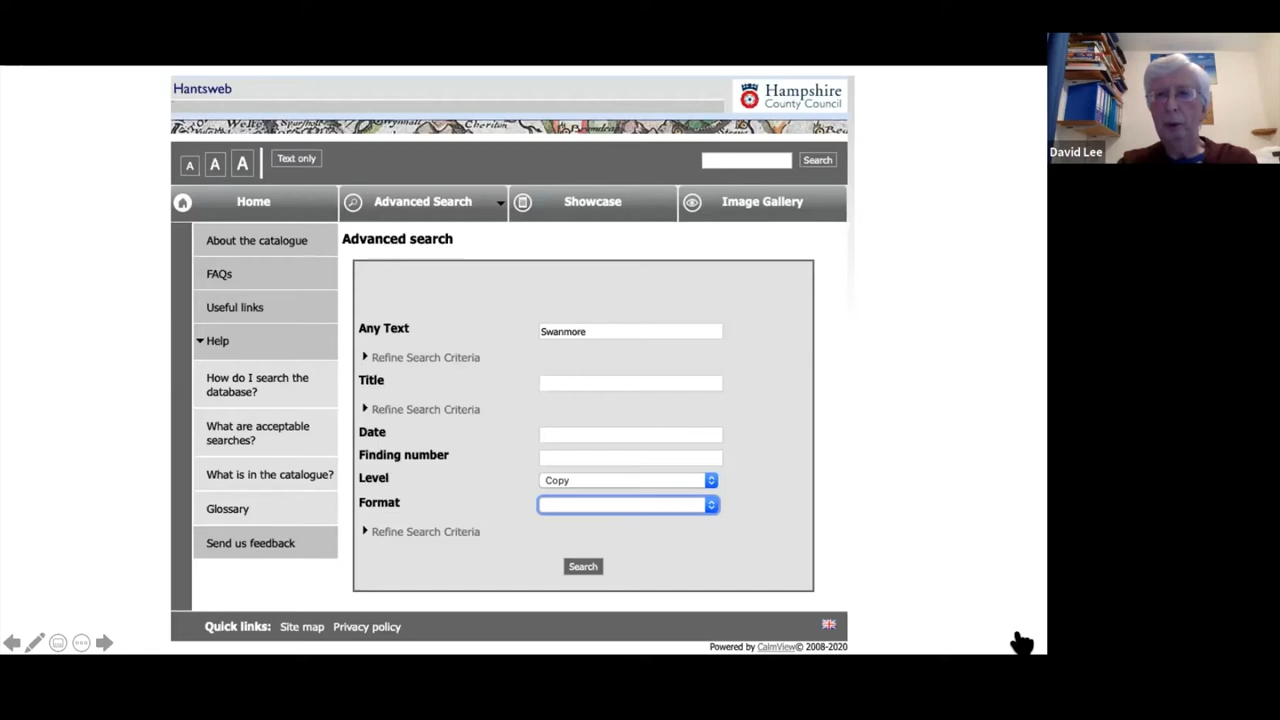 Hantsweb
Hampshire
County Council
Cheriton
A A A
Text only
Search
Home
Advanced Search
Showcase
Image Gallery
About the catalogue
FAQs
Useful links
Help
How do I search the
database?
What are acceptable
searches?
What is in the catalogue?
Glossary
Send us feedback
Advanced search
Any Text
Swanmore
Refine Search Criteria
Title
Refine Search Criteria
Date
Finding number
Level
Copy
Format
Refine Search Criteria
Search
Quick links: Site map Privacy policy
Powered by CalmView© 2008-2020
David Lee